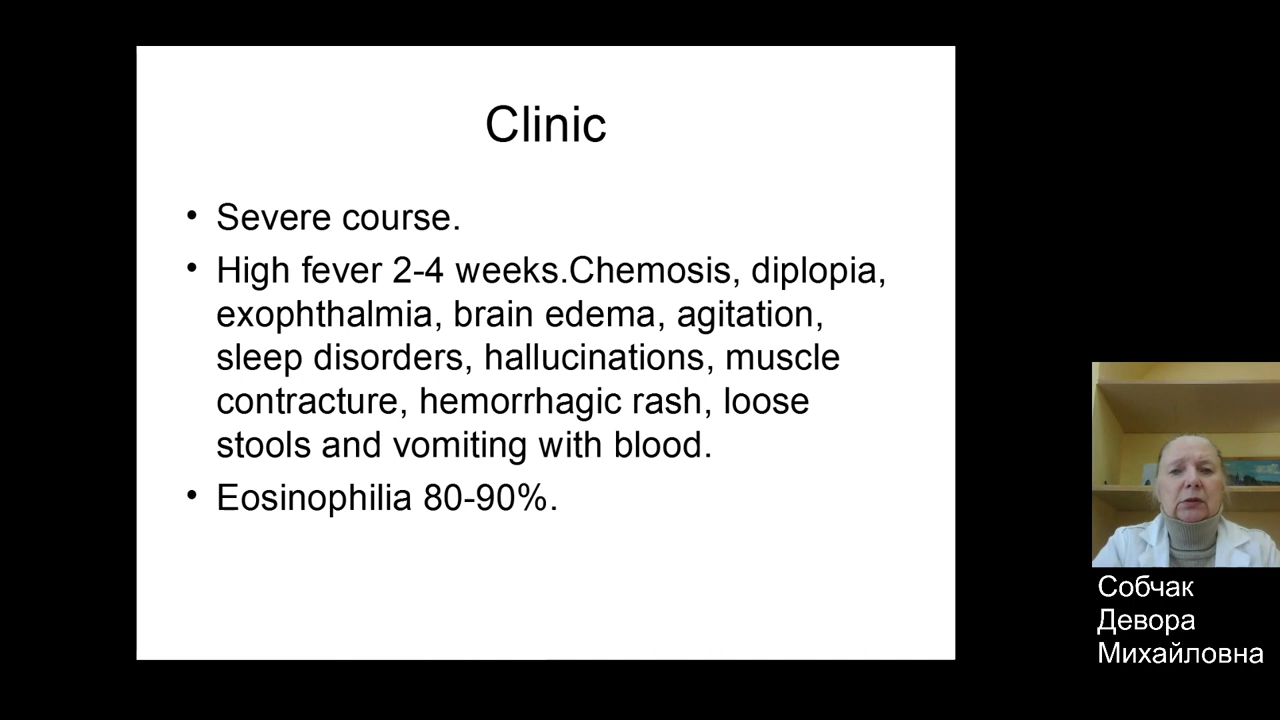 Clinic
• Severe course.
• High fever 2-4 weeks.Chemosis, diplopia,
exophthalmia, brain edema, agitation,
sleep disorders, hallucinations, muscle
contracture, hemorrhagic rash, loose
stools and vomiting with blood.
• Eosinophilia 80-90%.
Собчак
Девора
Михайловна